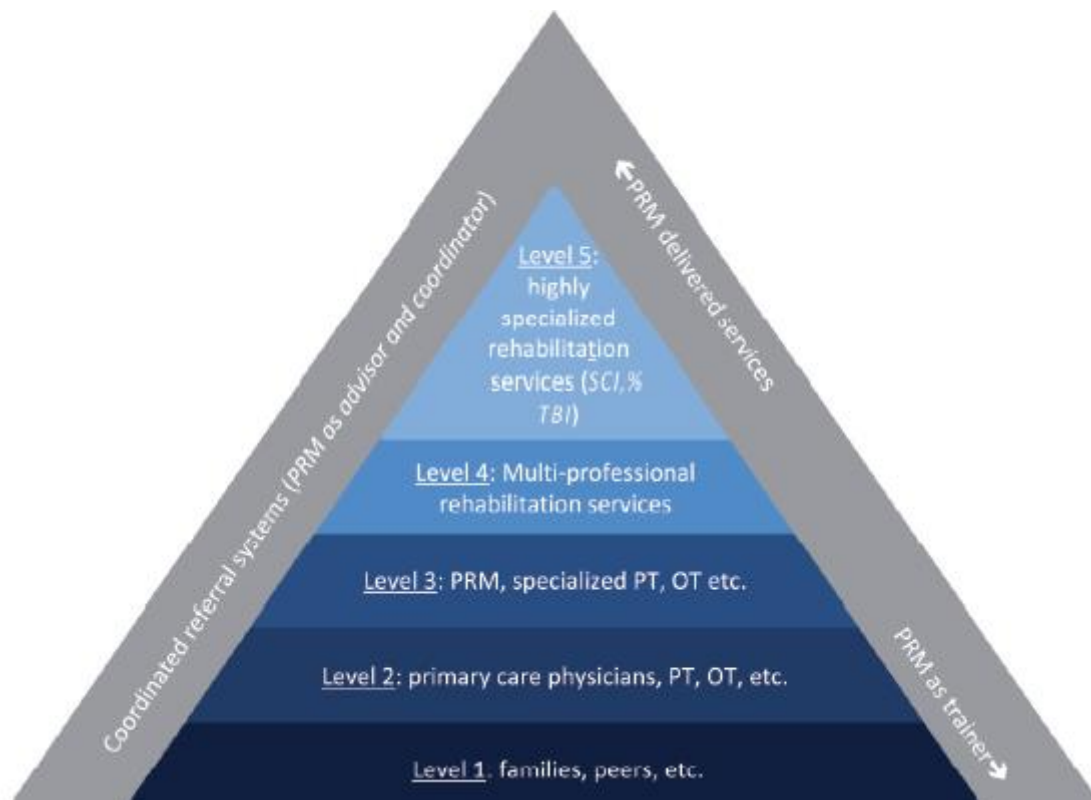 Coordinated referral systems (PRM as advisor and coordinator)
🡨PRM delivered services
Level 5:
highly
specialized
rehabilitation
services (SCI,%
TBI)
Level 4: Multi-professional
rehabilitation services
Level 3: PRM, specialized PT, OT etc.
Level 2: primary care physicians, PT, OT, etc.
PRM as trainer🡪
Level 1. families, peers, etc.